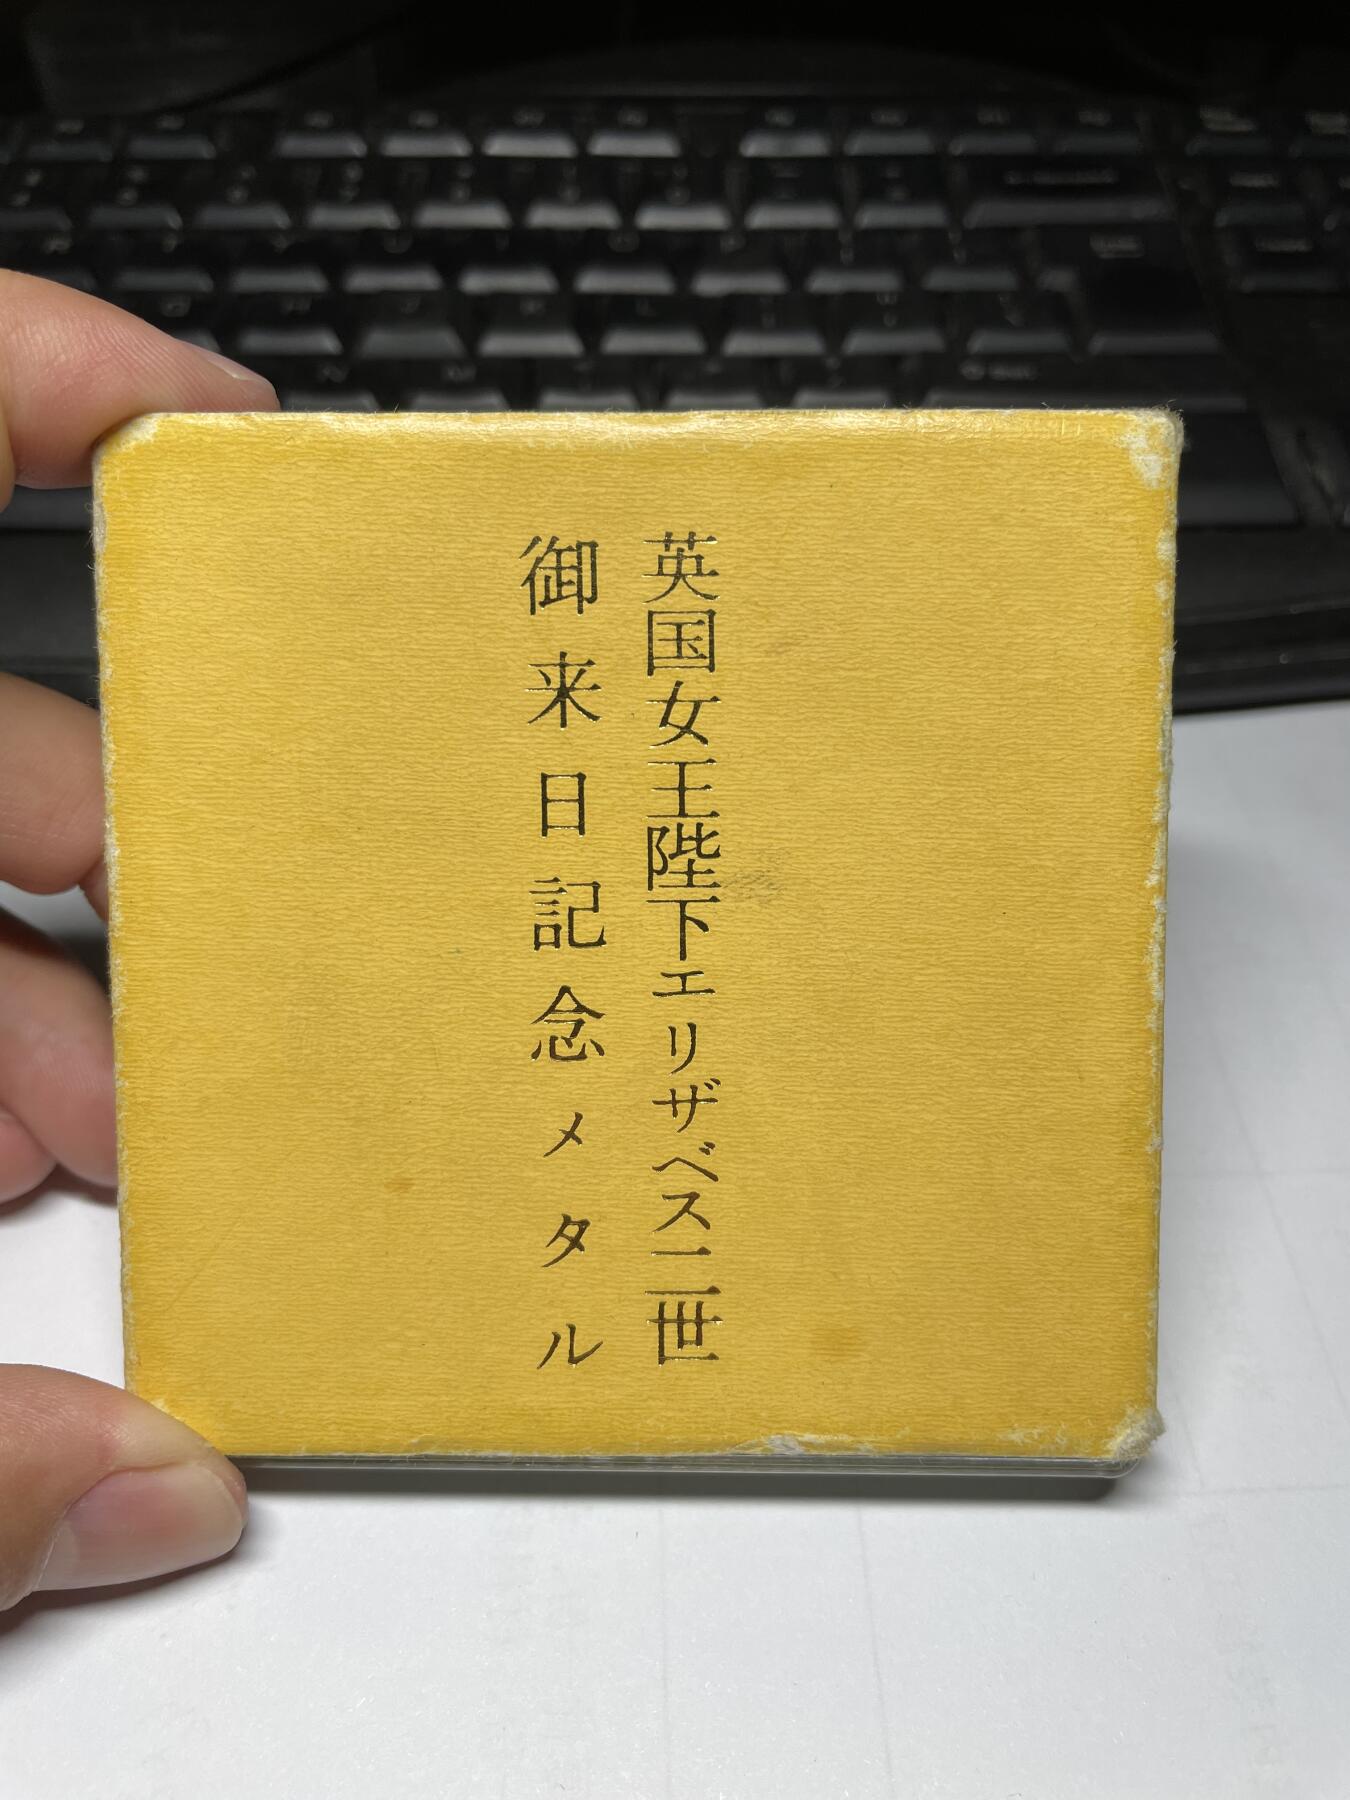 英国女王陛下エリザベス二世
御来日記念メタル